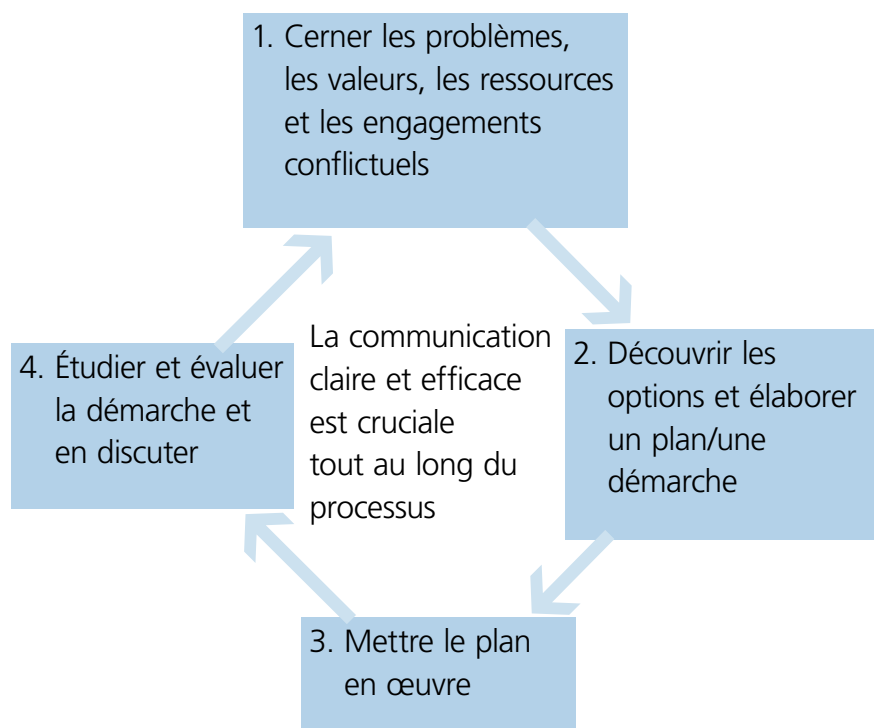 1. Cerner les problèmes,
les valeurs, les ressources
et les engagements
conflictuels
2. Découvrir les
options et élaborer
un plan/une
démarche
3. Mettre le plan
en œuvre
4. Étudier et évaluer
la démarche et
en discuter
La communication
claire et efficace
est cruciale
tout au long du
processus